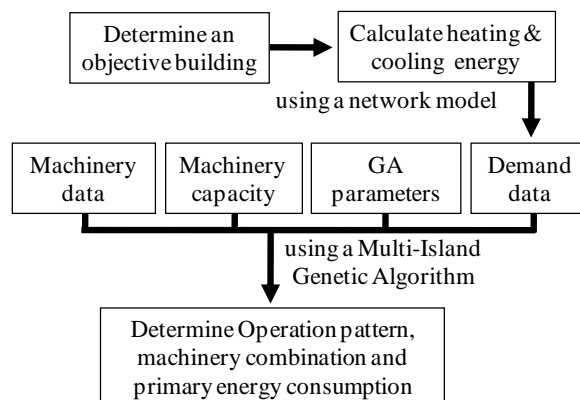 Determine an
objective building
Calculate heating &
cooling energy
using a network model
Machinery
data
Machinery
capacity
GA
parameters
Demand
data
using a Multi-Island
Genetic Algorithm
Determine Operation pattern,
machinery combination and
primary energy consumption